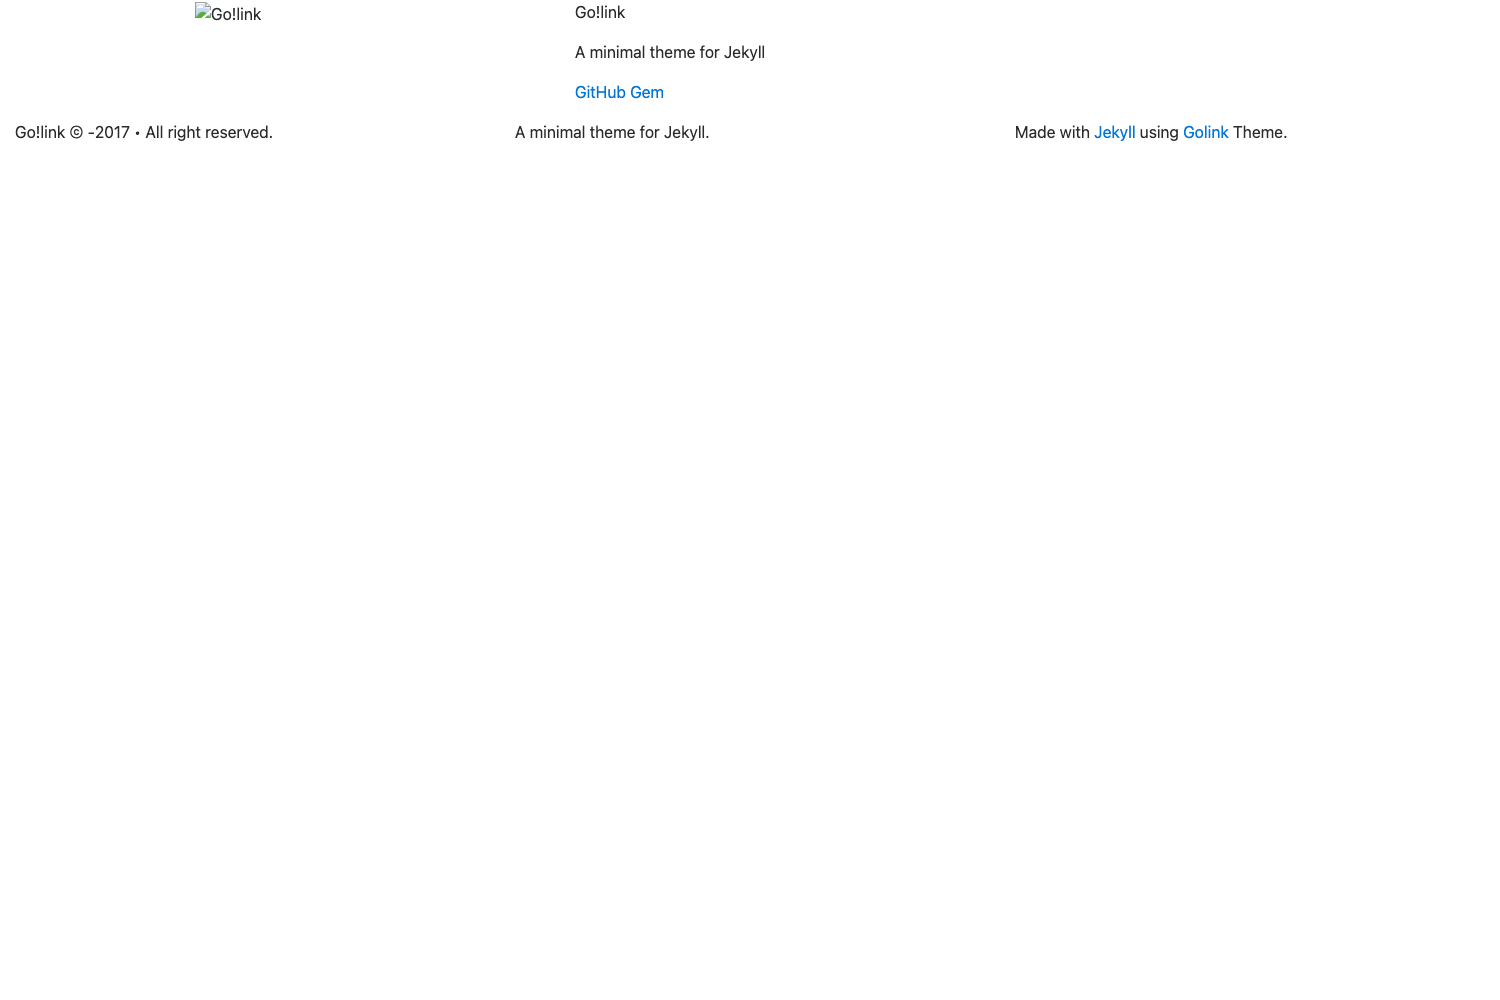 Go!link
Go!link
A minimal theme for Jekyll
GitHub Gem
Go!link © -2017 • All right reserved.
A minimal theme for Jekyll.
Made with Jekyll using Golink Theme.